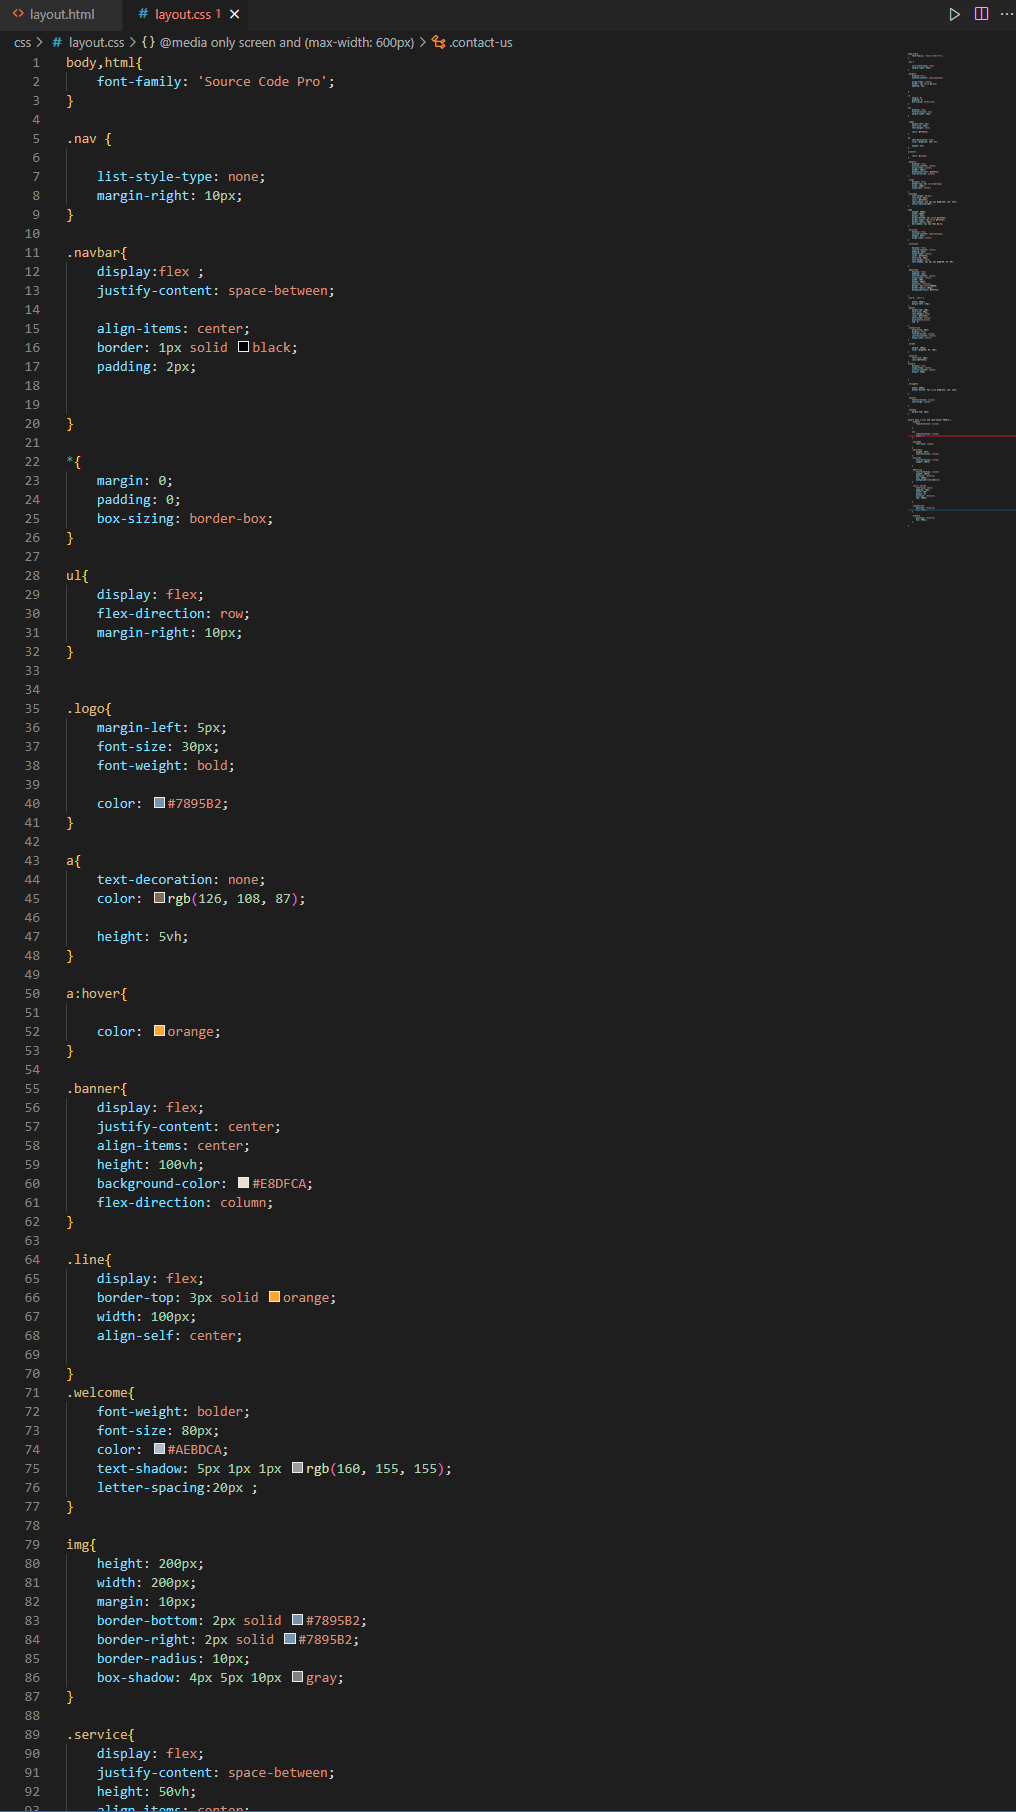 layout.html
layout.css 1
css > layout.css > {} @media only screen and (max-width: 600px) > .contact-us
1 body,html{
2     font-family: 'Source Code Pro';
3 }
4
5 .nav {
6
7     list-style-type: none;
8     margin-right: 10px;
9 }
10
11 .navbar{
12     display:flex ;
13     justify-content: space-between;
14
15     align-items: center;
16     border: 1px solid black;
17     padding: 2px;
18
19
20 }
21
22 *{
23     margin: 0;
24     padding: 0;
25     box-sizing: border-box;
26 }
27
28 ul{
29     display: flex;
30     flex-direction: row;
31     margin-right: 10px;
32 }
33
34
35 .logo{
36     margin-left: 5px;
37     font-size: 30px;
38     font-weight: bold;
39
40     color: #7895B2;
41 }
42
43 a{
44     text-decoration: none;
45     color: rgb(126, 108, 87);
46
47     height: 5vh;
48 }
49
50 a:hover{
51
52     color: orange;
53 }
54
55 .banner{
56     display: flex;
57     justify-content: center;
58     align-items: center;
59     height: 100vh;
60     background-color: #E8DFCA;
61     flex-direction: column;
62 }
63
64 .line{
65     display: flex;
66     border-top: 3px solid orange;
67     width: 100px;
68     align-self: center;
69
70 }
71 .welcome{
72     font-weight: bolder;
73     font-size: 80px;
74     color: #AEBDCA;
75     text-shadow: 5px 1px 1px rgb(160, 155, 155);
76     letter-spacing:20px ;
77 }
78
79 img{
80     height: 200px;
81     width: 200px;
82     margin: 10px;
83     border-bottom: 2px solid #7895B2;
84     border-right: 2px solid #7895B2;
85     border-radius: 10px;
86     box-shadow: 4px 5px 10px gray;
87 }
88
89 .service{
90     display: flex;
91     justify-content: space-between;
92     height: 50vh;
93     align-items: center;